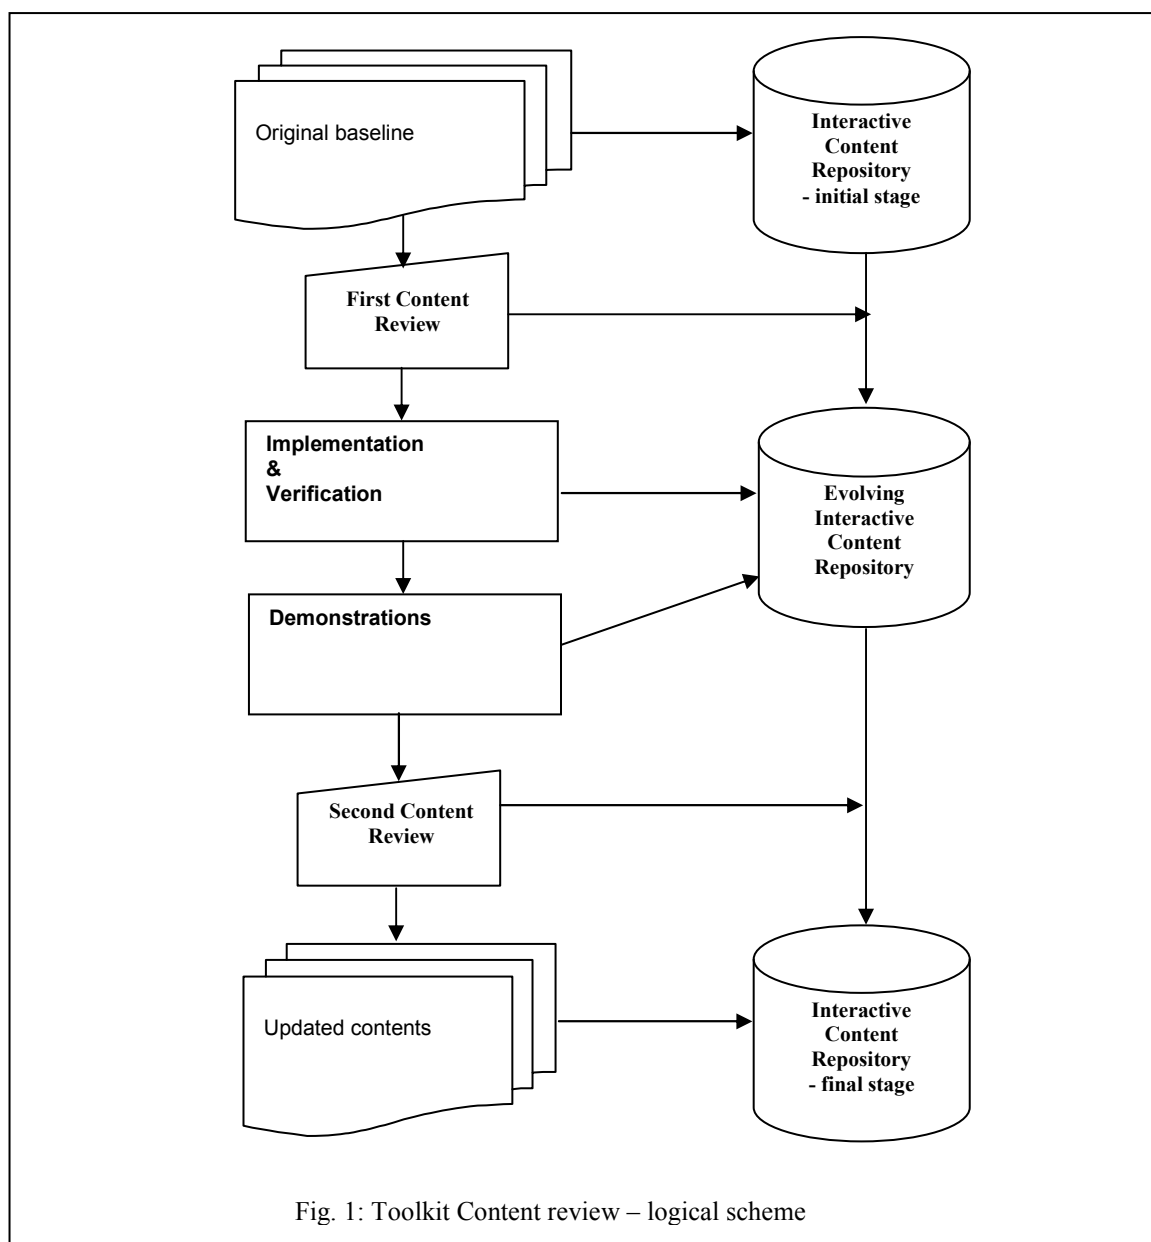 Original baseline
Interactive
Content
Repository
- initial stage
First Content
Review
Implementation
&
Verification
Evolving
Interactive
Content
Repository
Demonstrations
Second Content
Review
Updated contents
Interactive
Content
Repository
- final stage
Fig. 1: Toolkit Content review – logical scheme